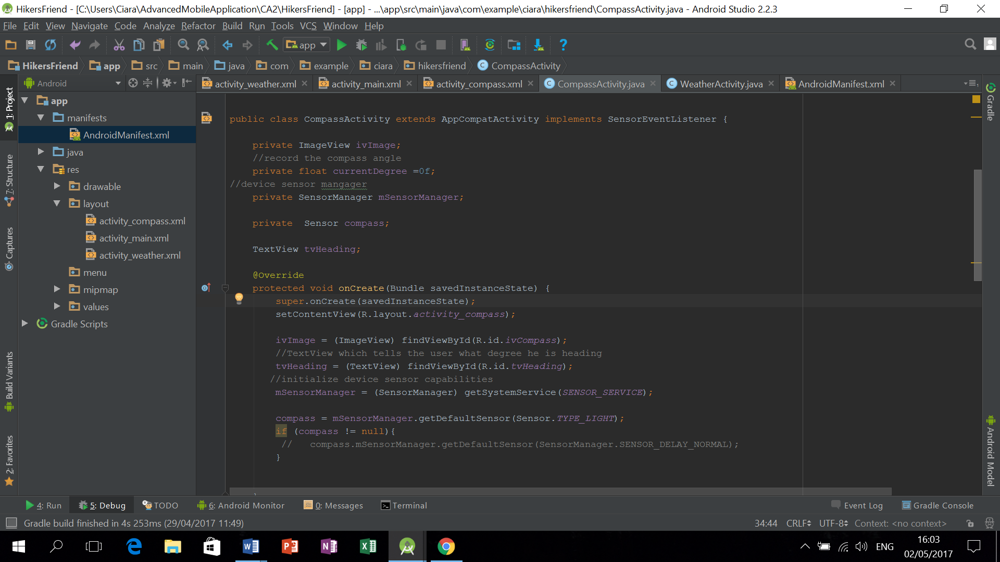 HikersFriend - [C:\Users\Ciara\AdvancedMobileApplication\CA2\HikersFriend] - [app] - ...\app\src\main\java\com\example\ciara\hikersfriend\CompassActivity.java - Android Studio 2.2.3
File Edit View Navigate Code Analyze Refactor Build Run Tools VCS Window Help
app
HikersFriend app src main java com example ciara hikersfriend CompassActivity
Android
activity_weather.xml activity_main.xml activity_compass.xml CompassActivity.java WeatherActivity.java AndroidManifest.xml
1: Project
7: Structure
Captures
Build Variants
2: Favorites
app
manifests
AndroidManifest.xml
java
res
drawable
layout
activity_compass.xml
activity_main.xml
activity_weather.xml
menu
mipmap
values
Gradle Scripts
public class CompassActivity extends AppCompatActivity implements SensorEventListener {
private ImageView ivImage;
//record the compass angle
private float currentDegree =0f;
//device sensor mangager
private SensorManager mSensorManager;
private  Sensor compass;
TextView tvHeading;
@Override
protected void onCreate(Bundle savedInstanceState) {
super.onCreate(savedInstanceState);
setContentView(R.layout.activity_compass);
ivImage = (ImageView) findViewById(R.id.ivCompass);
//TextView which tells the user what degree he is heading
tvHeading = (TextView) findViewById(R.id.tvHeading);
//initialize device sensor capabilities
mSensorManager = (SensorManager) getSystemService(SENSOR_SERVICE);
compass = mSensorManager.getDefaultSensor(Sensor.TYPE_LIGHT);
if (compass != null){
//   compass.mSensorManager.getDefaultSensor(SensorManager.SENSOR_DELAY_NORMAL);
}
Gradle
Android Model
4: Run 5: Debug TODO 6: Android Monitor 0: Messages Terminal Event Log Gradle Console
Gradle build finished in 4s 253ms (29/04/2017 11:49) 34:44 CRLF UTF-8 Context: <no context>
ENG
16:03
02/05/2017